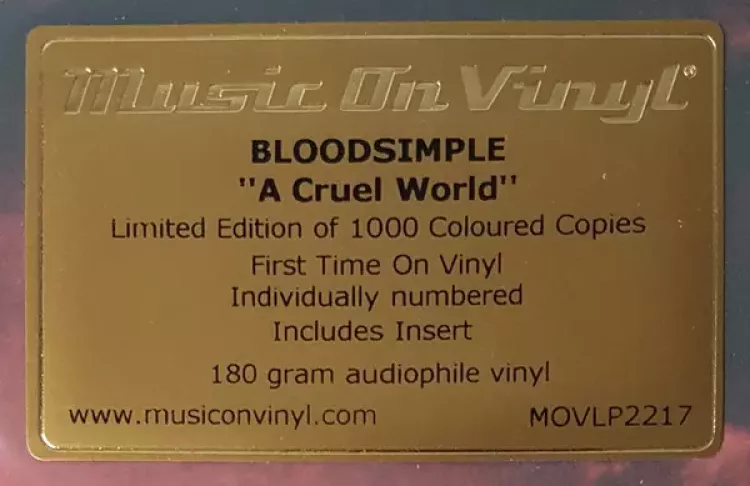 Music On Vinyl®
BLOODSIMPLE
"A Cruel World"
Limited Edition of 1000 Coloured Copies
First Time On Vinyl
Individually numbered
Includes Insert
180 gram audiophile vinyl
www.musiconvinyl.com MOVLP2217